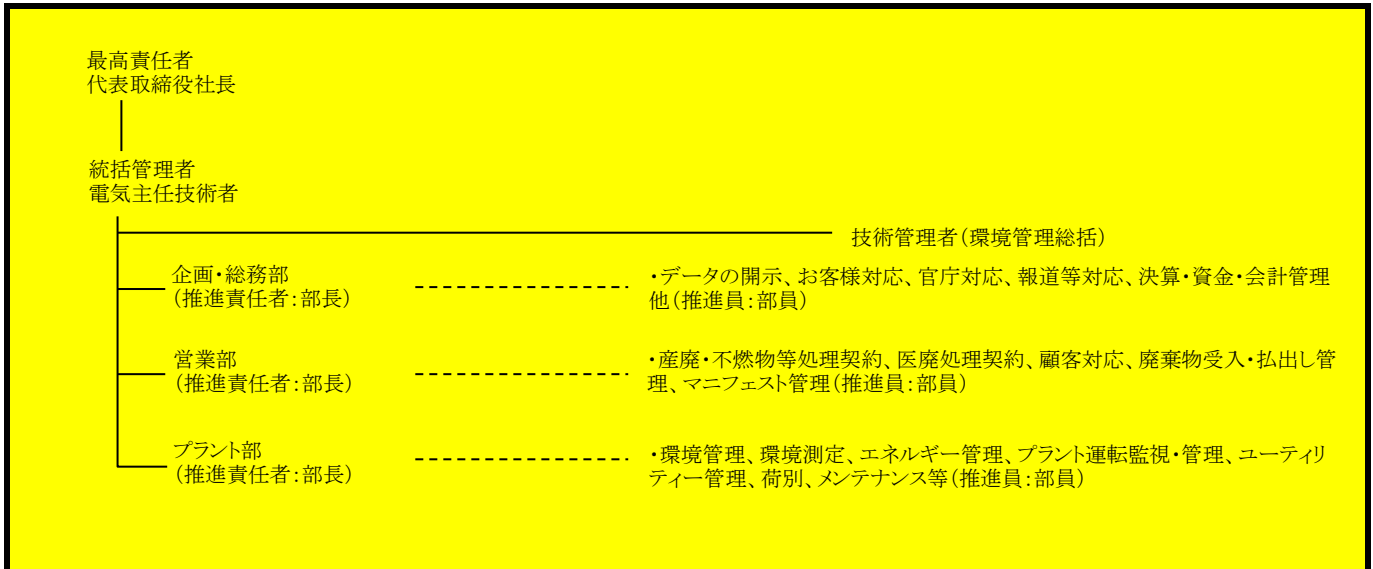 最高責任者
代表取締役社長
統括管理者
電気主任技術者
技術管理者(環境管理総括)
企画・総務部
(推進責任者:部長)
・データの開示、お客様対応、官庁対応、報道等対応、決算・資金・会計管理
他(推進員:部員)
営業部
(推進責任者:部長)
・産廃・不燃物等処理契約、医廃処理契約、顧客対応、廃棄物受入・払出し管
理、マニフェスト管理(推進員:部員)
プラント部
(推進責任者:部長)
・環境管理、環境測定、エネルギー管理、プラント運転監視・管理、ユーティリ
ティー管理、荷別、メンテナンス等(推進員:部員)